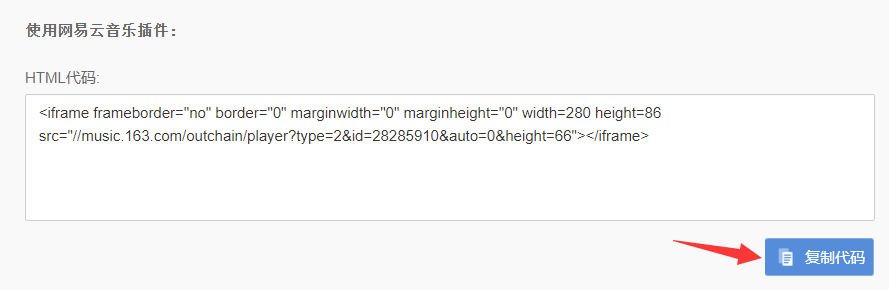 使用网易云音乐插件：
HTML代码:
<iframe frameborder="no" border="0" marginwidth="0" marginheight="0" width=280 height=86
src="//music.163.com/outchain/player?type=2&id=28285910&auto=0&height=66"></iframe>
复制代码